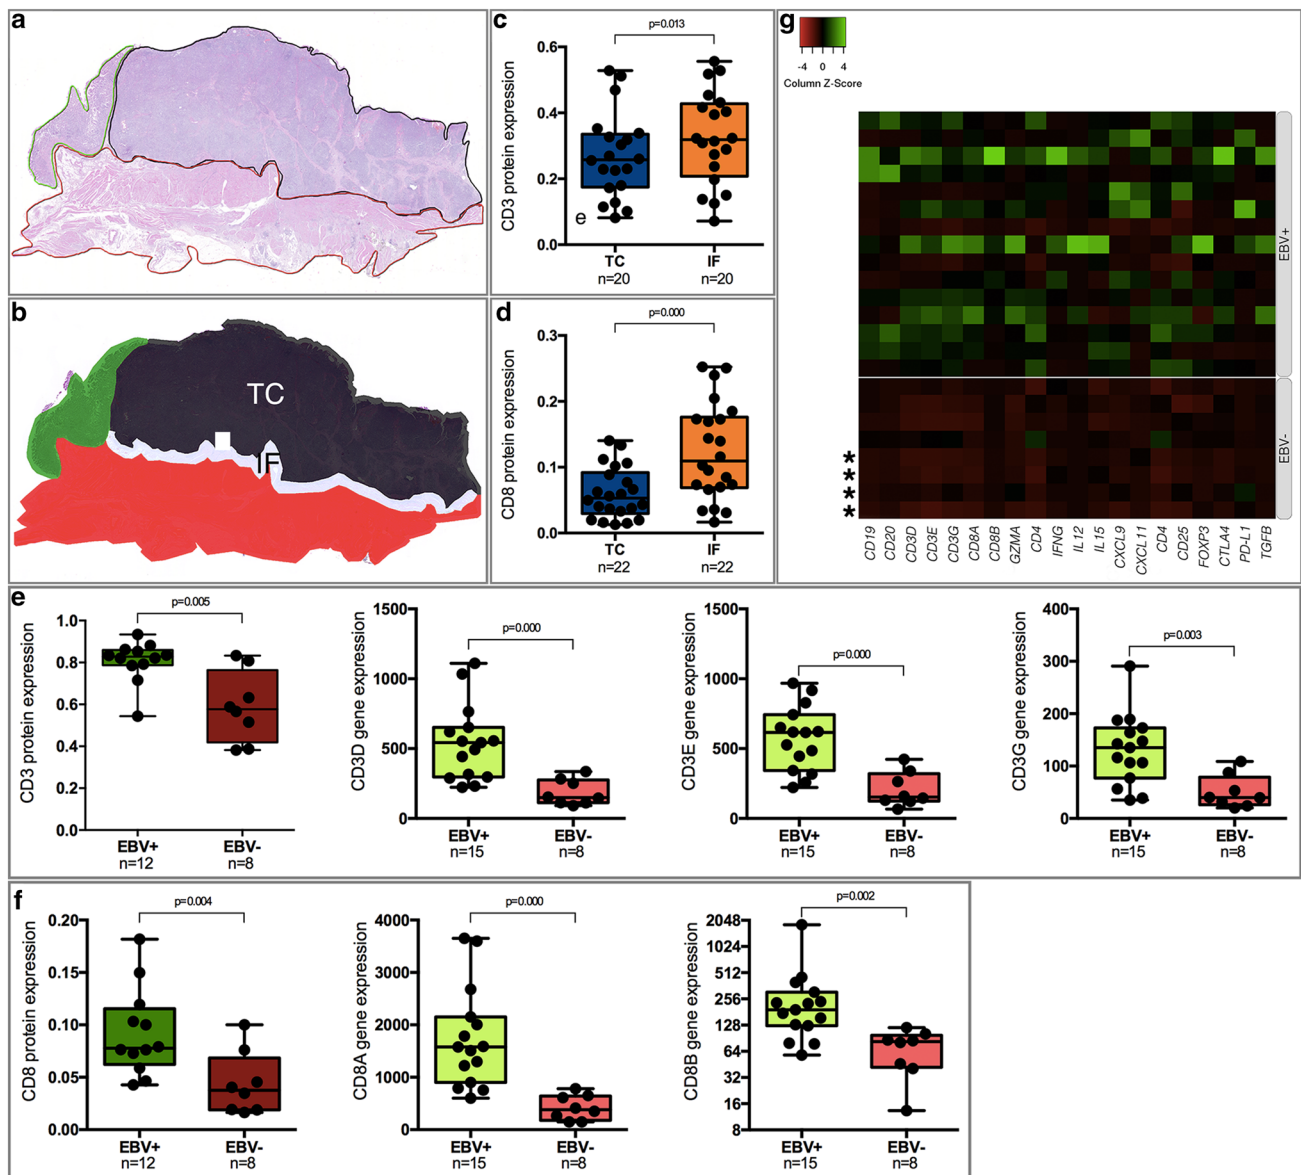 a
b
TC
IF
c
p=0.013
CD3 protein expression
0.6
0.4
0.2
0.0
e
TC
IF
n=20
n=20
d
p=0.000
CD8 protein expression
0.3
0.2
0.1
0.0
TC
IF
n=22
n=22
g
-4 0 4
Column Z-Score
EBV+
EBV-
*
*
*
*
CD19
CD20
CD3D
CD3E
CD3G
CD8A
CD8B
GZMA
CD4
IFNG
IL12
IL15
CXCL9
CXCL11
CD4
CD25
FOXP3
CTLA4
PD-L1
TGFB
e
p=0.005
CD3 protein expression
1.0
0.8
0.6
0.4
0.2
0.0
EBV+
EBV-
n=12
n=8
p=0.000
CD3D gene expression
1500
1000
500
0
EBV+
EBV-
n=15
n=8
p=0.000
CD3E gene expression
1500
1000
500
0
EBV+
EBV-
n=15
n=8
p=0.003
CD3G gene expression
400
300
200
100
0
EBV+
EBV-
n=15
n=8
f
p=0.004
CD8 protein expression
0.20
0.15
0.10
0.05
0.00
EBV+
EBV-
n=12
n=8
p=0.000
CD8A gene expression
4000
3000
2000
1000
0
EBV+
EBV-
n=15
n=8
p=0.002
CD8B gene expression
2048
1024
512
256
128
64
32
16
8
EBV+
EBV-
n=15
n=8